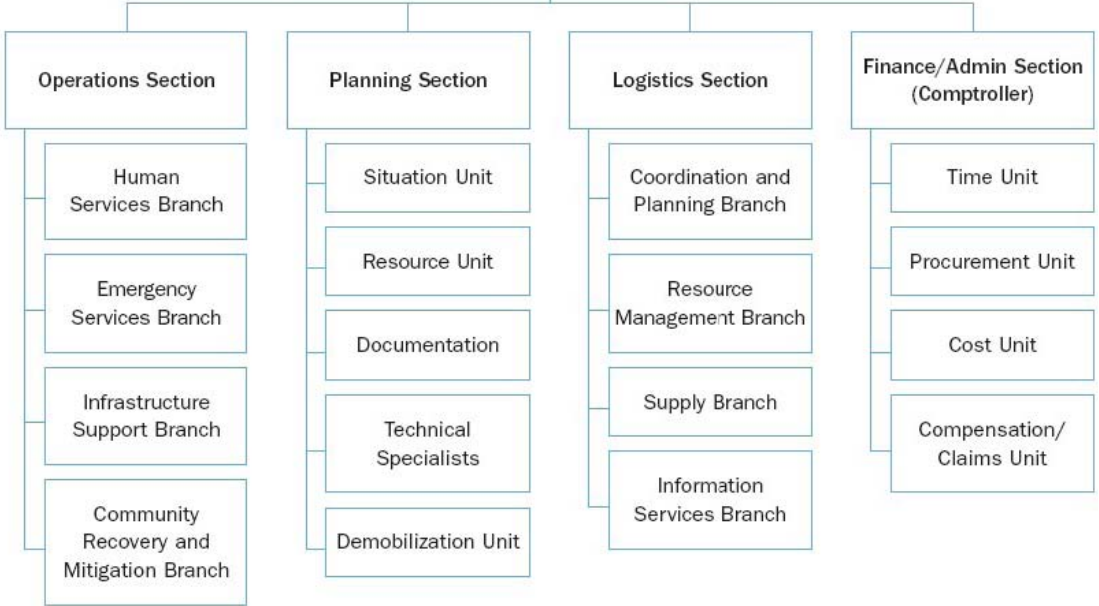 Operations Section
Human
Services Branch
Emergency
Services Branch
Infrastructure
Support Branch
Community
Recovery and
Mitigation Branch
Planning Section
Situation Unit
Resource Unit
Documentation
Technical
Specialists
Demobilization Unit
Logistics Section
Coordination and
Planning Branch
Resource
Management Branch
Supply Branch
Information
Services Branch
Finance/Admin Section
(Comptroller)
Time Unit
Procurement Unit
Cost Unit
Compensation/
Claims Unit